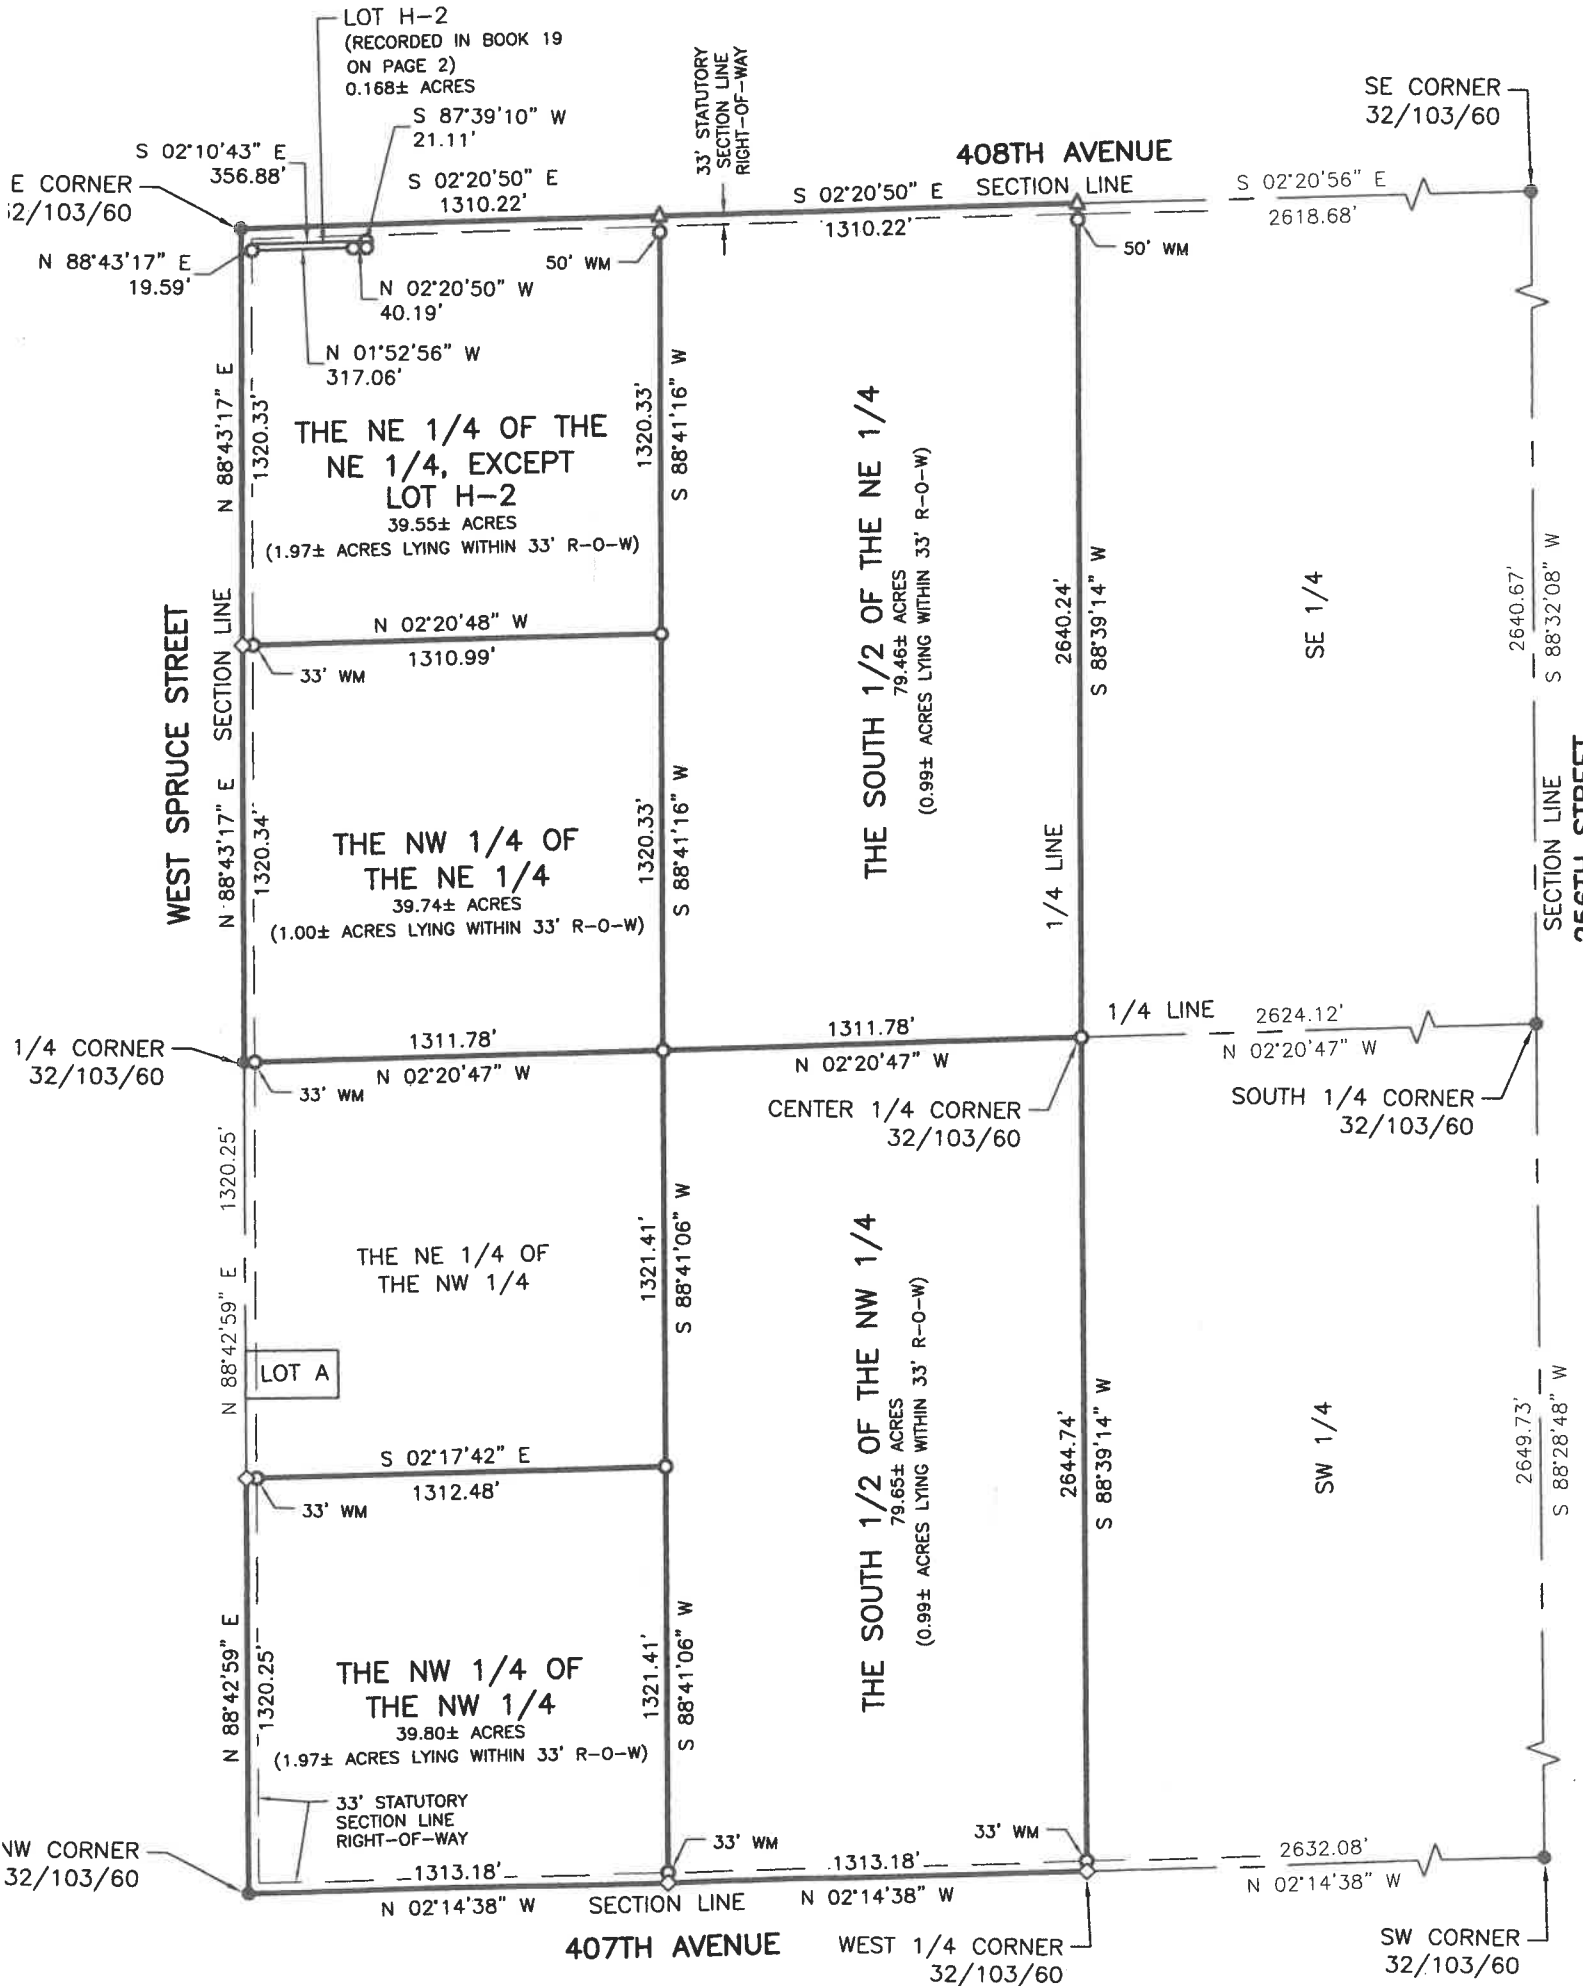 LOT H-2
(RECORDED IN BOOK 19
ON PAGE 2)
0.168± ACRES
S 87°39'10" W
21.11'
S 02°10'43" E
356.88'
E CORNER
32/103/60
S 02°20'50" E
1310.22'
33' STATUTORY
SECTION LINE
RIGHT-OF-WAY
408TH AVENUE
S 02°20'50" E
SECTION LINE
1310.22'
S 02°20'56" E
2618.68'
SE CORNER
32/103/60
N 88°43'17" E
19.59'
50' WM
50' WM
N 02°20'50" W
40.19'
N 01°52'56" W
317.06'
N 88°43'17" E
1320.33'
THE NE 1/4 OF THE
NE 1/4, EXCEPT
LOT H-2
39.55± ACRES
(1.97± ACRES LYING WITHIN 33' R-O-W)
1320.33'
S 88°41'16" W
THE SOUTH 1/2 OF THE NE 1/4
79.46± ACRES
(0.99± ACRES LYING WITHIN 33' R-O-W)
2640.24'
S 88°39'14" W
1/4 LINE
SE 1/4
2640.67'
S 88°32'08" W
SECTION LINE
256TH STREET
WEST SPRUCE STREET
SECTION LINE
N 02°20'48" W
1310.99'
33' WM
N 88°43'17" E
1320.34'
THE NW 1/4 OF
THE NE 1/4
39.74± ACRES
(1.00± ACRES LYING WITHIN 33' R-O-W)
1320.33'
S 88°41'16" W
1/4 CORNER
32/103/60
1311.78'
N 02°20'47" W
33' WM
1311.78'
N 02°20'47" W
1/4 LINE
2624.12'
N 02°20'47" W
CENTER 1/4 CORNER
32/103/60
SOUTH 1/4 CORNER
32/103/60
1320.25'
N 88°42'59" E
THE NE 1/4 OF
THE NW 1/4
LOT A
1321.41'
S 88°41'06" W
THE SOUTH 1/2 OF THE NW 1/4
79.65± ACRES
(0.99± ACRES LYING WITHIN 33' R-O-W)
2644.74'
S 88°39'14" W
SW 1/4
2649.73'
S 88°28'48" W
S 02°17'42" E
1312.48'
33' WM
N 88°42'59" E
1320.25'
THE NW 1/4 OF
THE NW 1/4
39.80± ACRES
(1.97± ACRES LYING WITHIN 33' R-O-W)
1321.41'
S 88°41'06" W
33' STATUTORY
SECTION LINE
RIGHT-OF-WAY
NW CORNER
32/103/60
33' WM
33' WM
1313.18'
N 02°14'38" W
SECTION LINE
1313.18'
N 02°14'38" W
2632.08'
N 02°14'38" W
407TH AVENUE
WEST 1/4 CORNER
32/103/60
SW CORNER
32/103/60